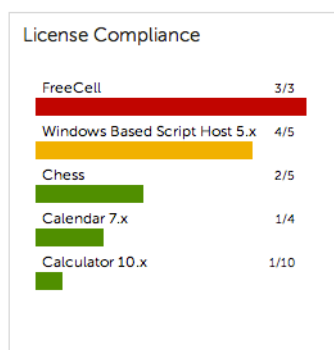 License Compliance
FreeCell 3/3
Windows Based Script Host 5.x 4/5
Chess 2/5
Calendar 7.x 1/4
Calculator 10.x 1/10